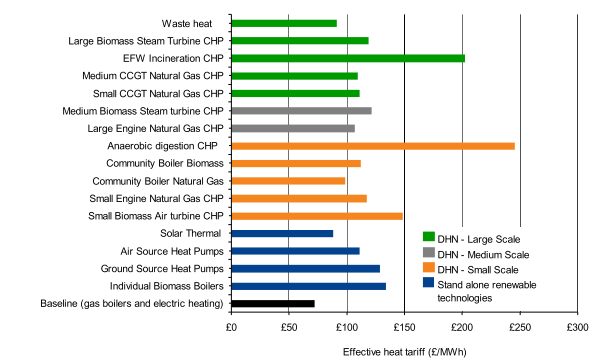 Waste heat
Large Biomass Steam Turbine CHP
EFW Incineration CHP
Medium CCGT Natural Gas CHP
Small CCGT Natural Gas CHP
Medium Biomass Steam turbine CHP
Large Engine Natural Gas CHP
Anaerobic digestion CHP
Community Boiler Biomass
Community Boiler Natural Gas
Small Engine Natural Gas CHP
Small Biomass Air turbine CHP
Solar Thermal
Air Source Heat Pumps
Ground Source Heat Pumps
Individual Biomass Boilers
Baseline (gas boilers and electric heating)
DHN - Large Scale
DHN - Medium Scale
DHN - Small Scale
Stand alone renewable
technologies
£0 £50 £100 £150 £200 £250 £300
Effective heat tariff (£/MWh)